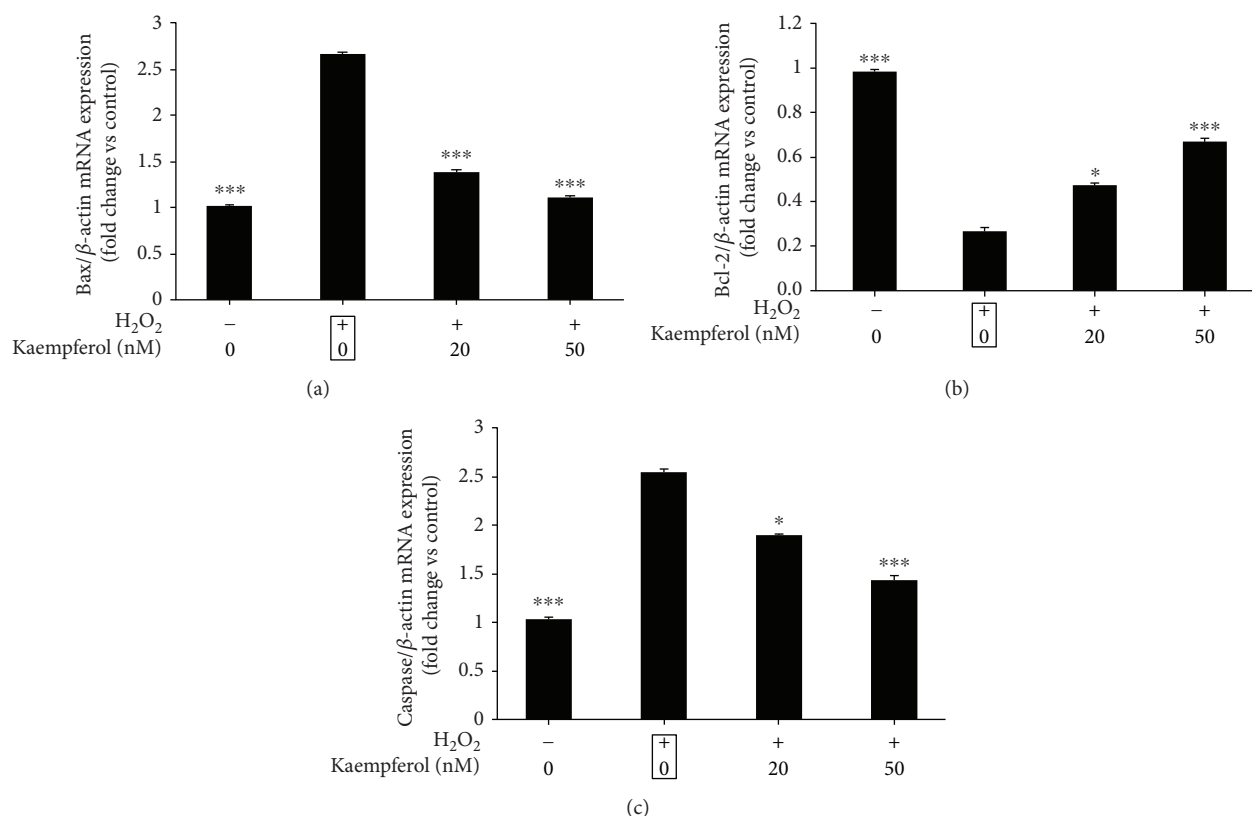 Bax/β-actin mRNA expression
(fold change vs control)
3
2.5
2
1.5
1
0.5
0
***
***
***
H₂O₂ − + + +
Kaempferol (nM) 0 0 20 50
(a)
Bcl-2/β-actin mRNA expression
(fold change vs control)
1.2
1
0.8
0.6
0.4
0.2
0.0
***
*
***
H₂O₂ − + + +
Kaempferol (nM) 0 0 20 50
(b)
Caspase/β-actin mRNA expression
(fold change vs control)
3
2.5
2
1.5
1
0.5
0
***
*
***
H₂O₂ − + + +
Kaempferol (nM) 0 0 20 50
(c)